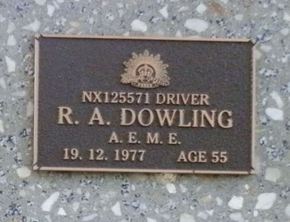 NX125571 DRIVER
R. A. DOWLING
A. E. M. E.
19. 12. 1977 AGE 55